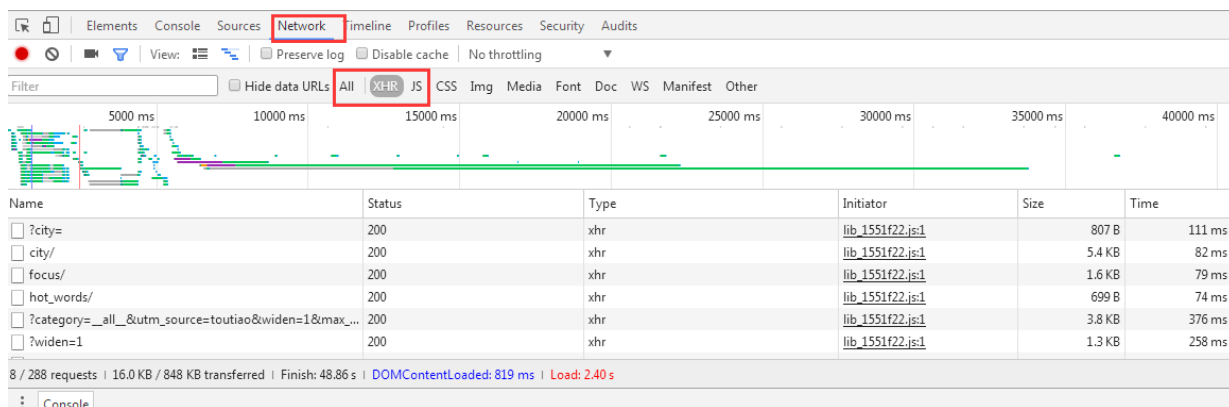 Elements Console Sources Network Timeline Profiles Resources Security Audits
View: Preserve log Disable cache No throttling
Filter Hide data URLs All XHR JS CSS Img Media Font Doc WS Manifest Other
5000 ms 10000 ms 15000 ms 20000 ms 25000 ms 30000 ms 35000 ms 40000 ms
Name Status Type Initiator Size Time
?city= 200 xhr lib_1551f22.js:1 807 B 111 ms
city/ 200 xhr lib_1551f22.js:1 5.4 KB 82 ms
focus/ 200 xhr lib_1551f22.js:1 1.6 KB 79 ms
hot_words/ 200 xhr lib_1551f22.js:1 699 B 74 ms
?category=__all__&utm_source=toutiao&widen=1&max_... 200 xhr lib_1551f22.js:1 3.8 KB 376 ms
?widen=1 200 xhr lib_1551f22.js:1 1.3 KB 258 ms
8 / 288 requests | 16.0 KB / 848 KB transferred | Finish: 48.86 s | DOMContentLoaded: 819 ms | Load: 2.40 s
Console